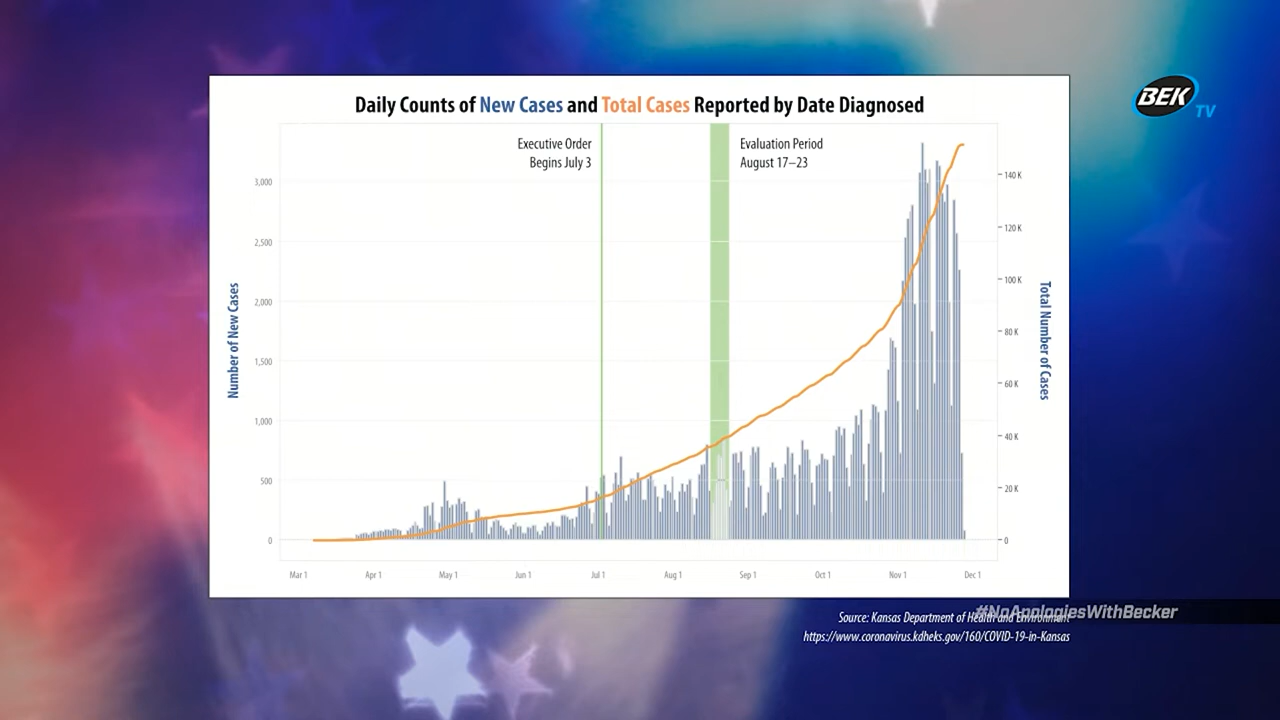 BEK
TV
Daily Counts of New Cases and Total Cases Reported by Date Diagnosed
Executive Order
Begins July 3
Evaluation Period
August 17–23
3,000
2,500
2,000
1,500
1,000
500
0
140 K
120 K
100 K
80 K
60 K
40 K
20 K
0
Number of New Cases
Total Number of Cases
Mar 1
Apr 1
May 1
Jun 1
Jul 1
Aug 1
Sep 1
Oct 1
Nov 1
Dec 1
Source: Kansas Department of Health and Environment
#NoApologiesWithBecker
https://www.coronavirus.kdheks.gov/160/COVID-19-in-Kansas